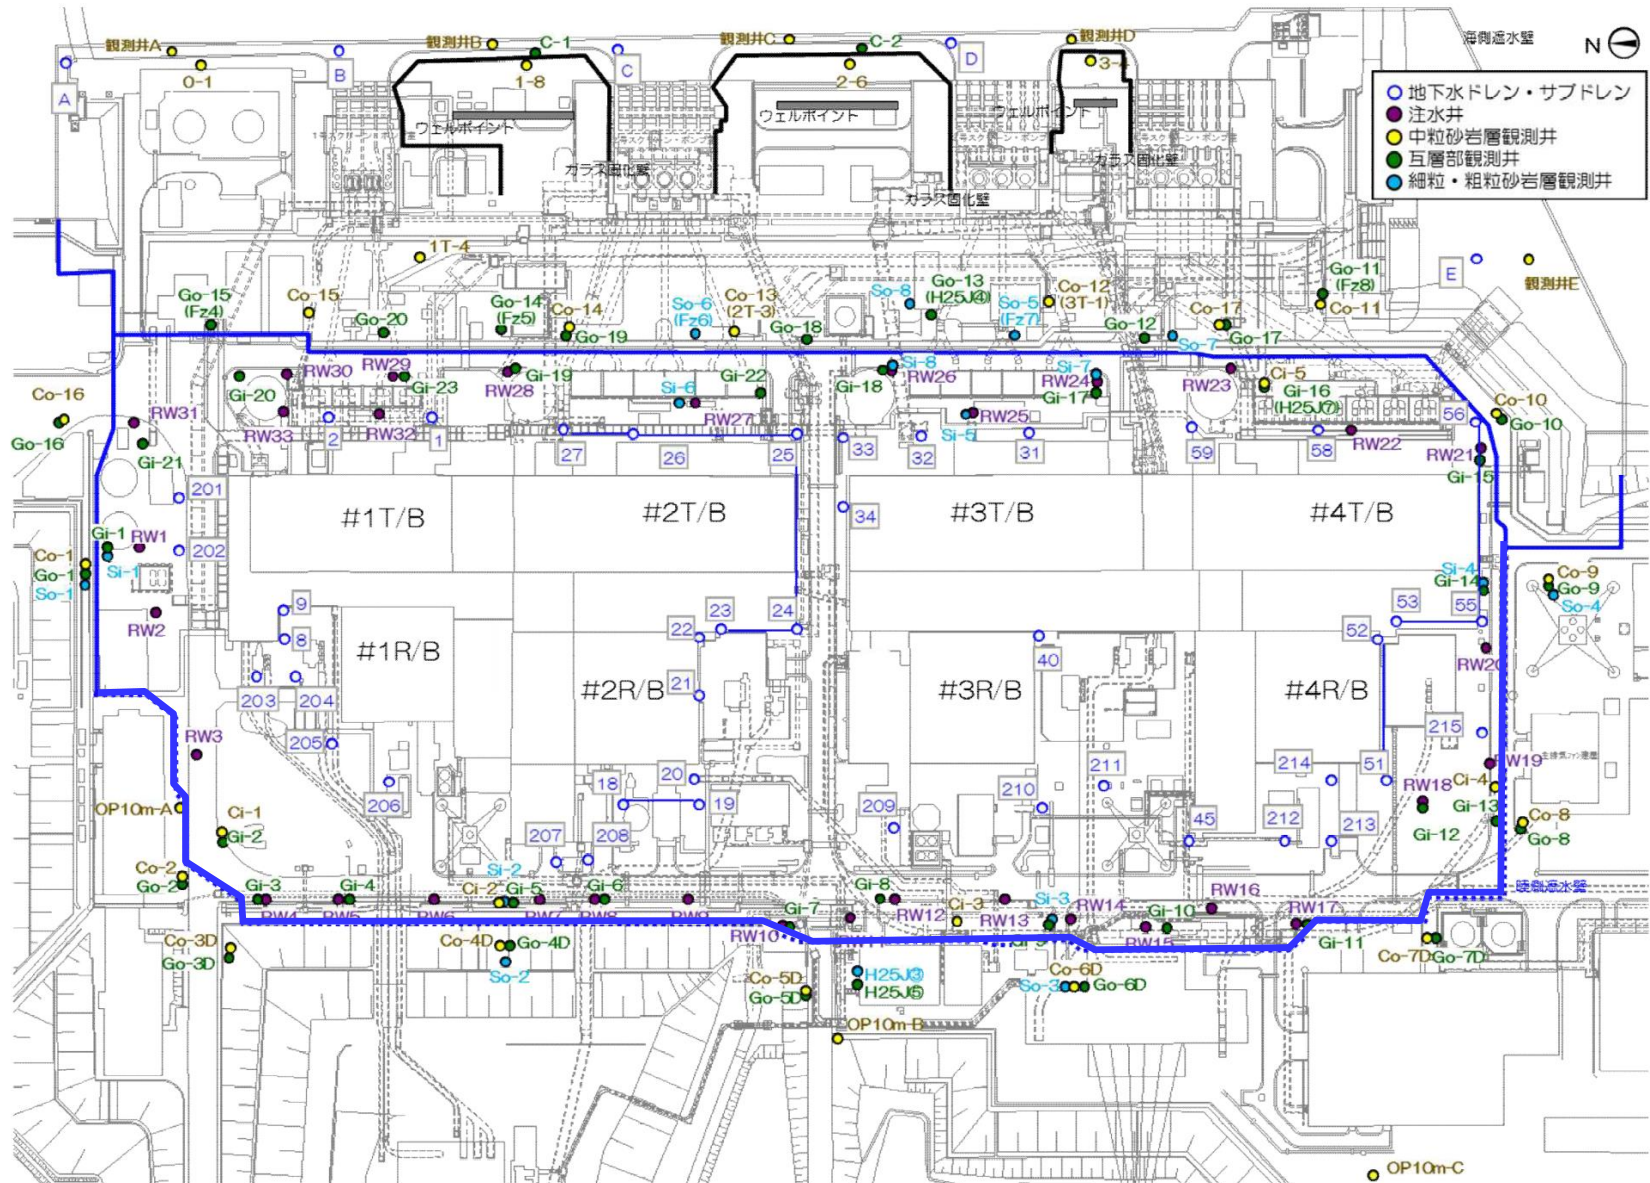 観測井A
観測井B
C-1
観測井C
C-2
観測井D
海側遮水壁
N
A
B
C
D
0-1
1-8
2-6
3-4
地下水ドレン・サブドレン
注水井
中粒砂岩層観測井
互層部観測井
細粒・粗粒砂岩層観測井
ウェルポイント
ウェルポイント
ウェルポイント
ガラス固化壁
ガラス固化壁
ガラス固化壁
1T-4
E
観測井E
Go-15
(Fz4)
Co-15
Go-20
Go-14
(Fz5)
Co-14
Go-19
So-6
(Fz6)
Co-13
(2T-3)
Go-18
So-8
Go-13
(H25J④)
So-5
(Fz7)
Co-12
(3T-1)
Go-12
So-7
Co-17
Go-17
Go-11
(Fz8)
Co-11
Co-16
Go-16
RW31
Gi-21
Gi-20
RW30
RW33
RW29
Gi-23
RW32
RW28
Gi-19
Si-6
RW27
Gi-22
Gi-18
Si-8
RW26
RW25
Si-5
Si-7
RW24
Gi-17
RW23
Ci-5
Gi-16
(H25J⑦)
RW22
Co-10
Go-10
RW21
Gi-15
2
1
27
26
25
33
32
31
59
58
56
201
202
34
#1T/B
#2T/B
#3T/B
#4T/B
Gi-1
RW1
Si-1
Co-1
Go-1
So-1
RW2
Si-4
Gi-14
Co-9
Go-9
So-4
9
8
203
204
205
206
#1R/B
#2R/B
#3R/B
#4R/B
22
23
24
21
40
52
53
55
RW20
215
RW3
OP10m-A
Ci-1
Gi-2
Co-2
Go-2
18
20
19
207
208
209
210
211
45
212
213
214
51
RW18
Gi-12
RW19
Ci-4
Gi-13
Co-8
Go-8
Gi-3
RW4
Gi-4
RW5
RW6
Si-2
Ci-2
Gi-5
RW7
Gi-6
RW8
RW9
RW10
Gi-7
Gi-8
RW12
Ci-3
RW13
Si-3
RW14
RW15
Gi-10
RW16
RW17
Gi-11
陸側遮水壁
Co-3D
Go-3D
Co-4D
Go-4D
So-2
Co-5D
Go-5D
H25J③
H25J⑤
Co-6D
So-3
Go-6D
Co-7D
Go-7D
OP10m-B
OP10m-C